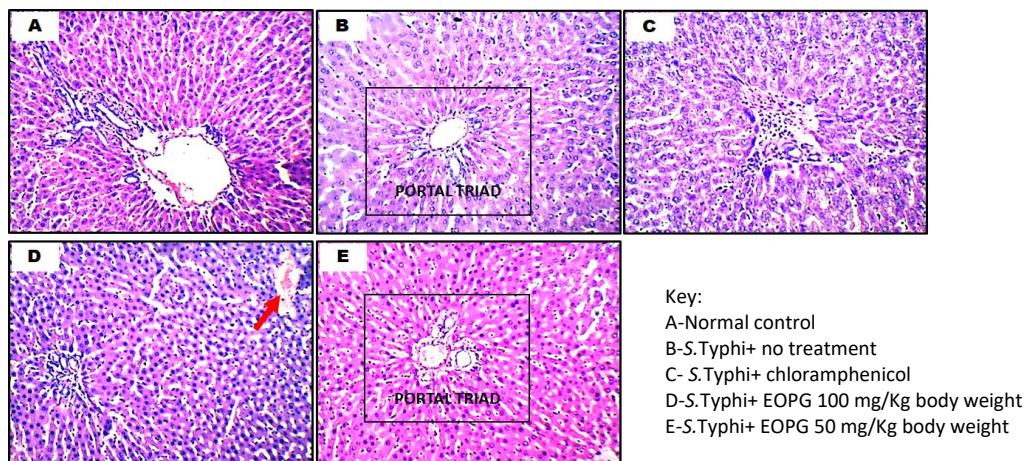 A
B
C
PORTAL TRIAD
D
E
PORTAL TRIAD
Key:
A-Normal control
B-S.Typhi+ no treatment
C- S.Typhi+ chloramphenicol
D-S.Typhi+ EOPG 100 mg/Kg body weight
E-S.Typhi+ EOPG 50 mg/Kg body weight